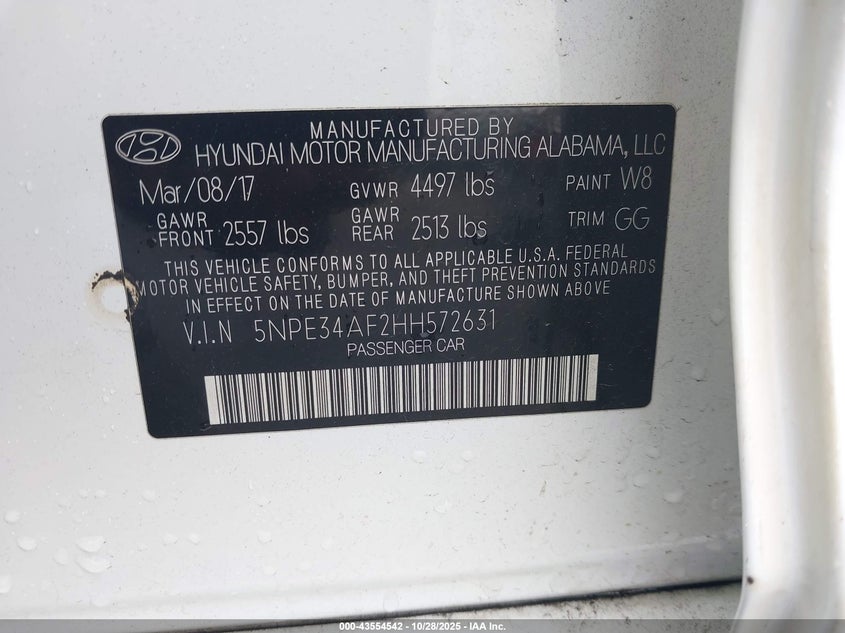 MANUFACTURED BY
HYUNDAI MOTOR MANUFACTURING ALABAMA, LLC
Mar/08/17 GVWR 4497 lbs PAINT W8
GAWR FRONT 2557 lbs GAWR REAR 2513 lbs TRIM GG
THIS VEHICLE CONFORMS TO ALL APPLICABLE U.S.A. FEDERAL
MOTOR VEHICLE SAFETY, BUMPER, AND THEFT PREVENTION STANDARDS
IN EFFECT ON THE DATE OF MANUFACTURE SHOWN ABOVE
V.I.N 5NPE34AF2HH572631
PASSENGER CAR
000-43554542 - 10/28/2025 - IAA Inc.